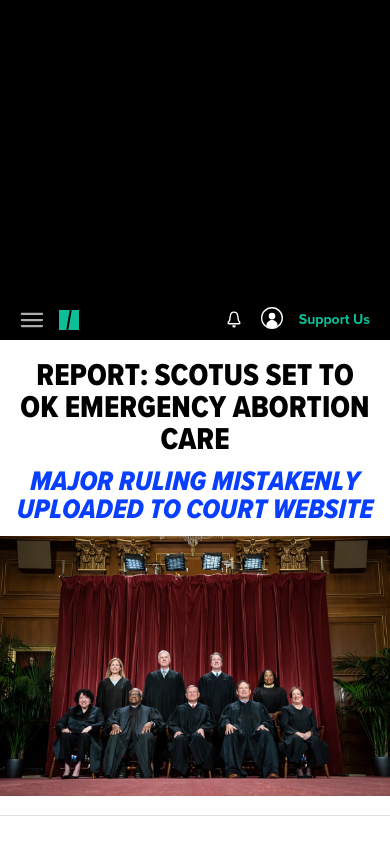 Support Us
REPORT: SCOTUS SET TO
OK EMERGENCY ABORTION
CARE
MAJOR RULING MISTAKENLY
UPLOADED TO COURT WEBSITE